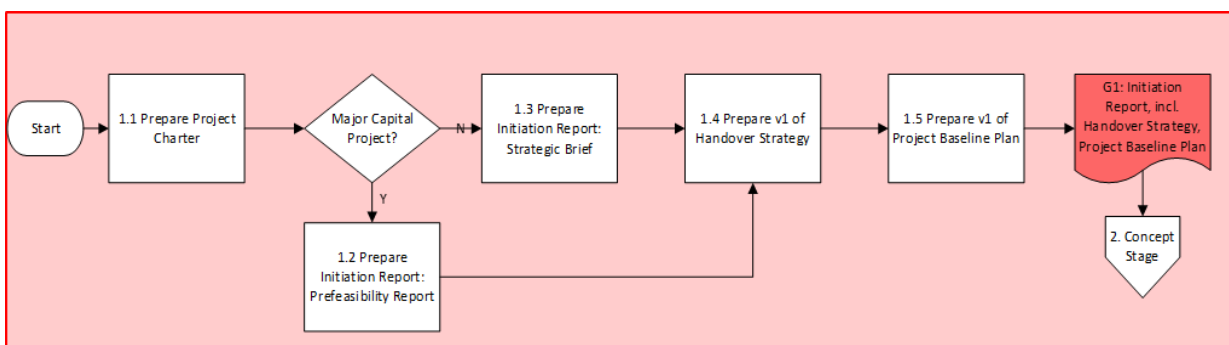 Start
1.1 Prepare Project
Charter
Major Capital
Project?
N
Y
1.2 Prepare
Initiation Report:
Prefeasibility Report
1.3 Prepare
Initiation Report:
Strategic Brief
1.4 Prepare v1 of
Handover Strategy
1.5 Prepare v1 of
Project Baseline Plan
G1: Initiation
Report, incl.
Handover Strategy,
Project Baseline Plan
2. Concept
Stage